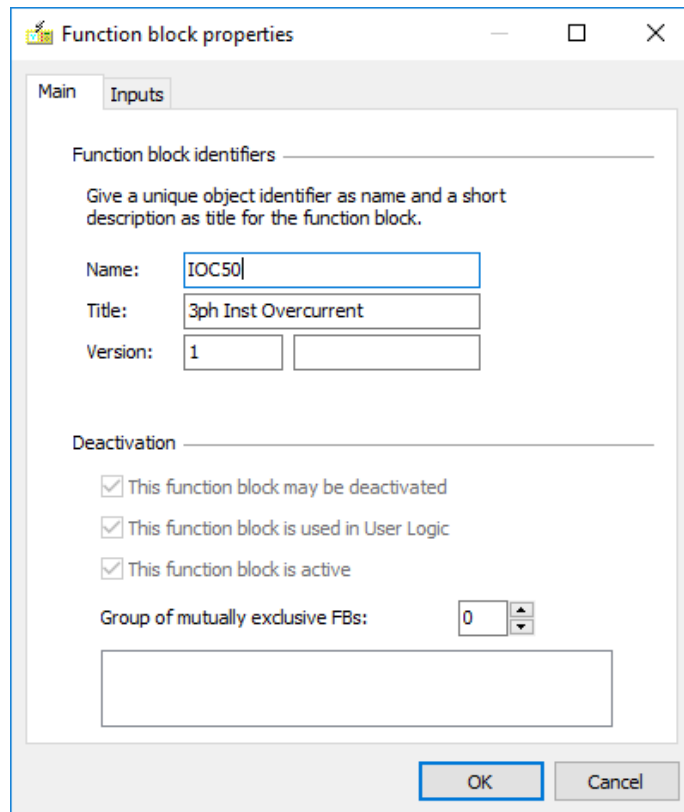 Function block properties
Main
Inputs
Function block identifiers
Give a unique object identifier as name and a short
description as title for the function block.
Name: IOC50
Title: 3ph Inst Overcurrent
Version: 1
Deactivation
This function block may be deactivated
This function block is used in User Logic
This function block is active
Group of mutually exclusive FBs: 0
OK
Cancel